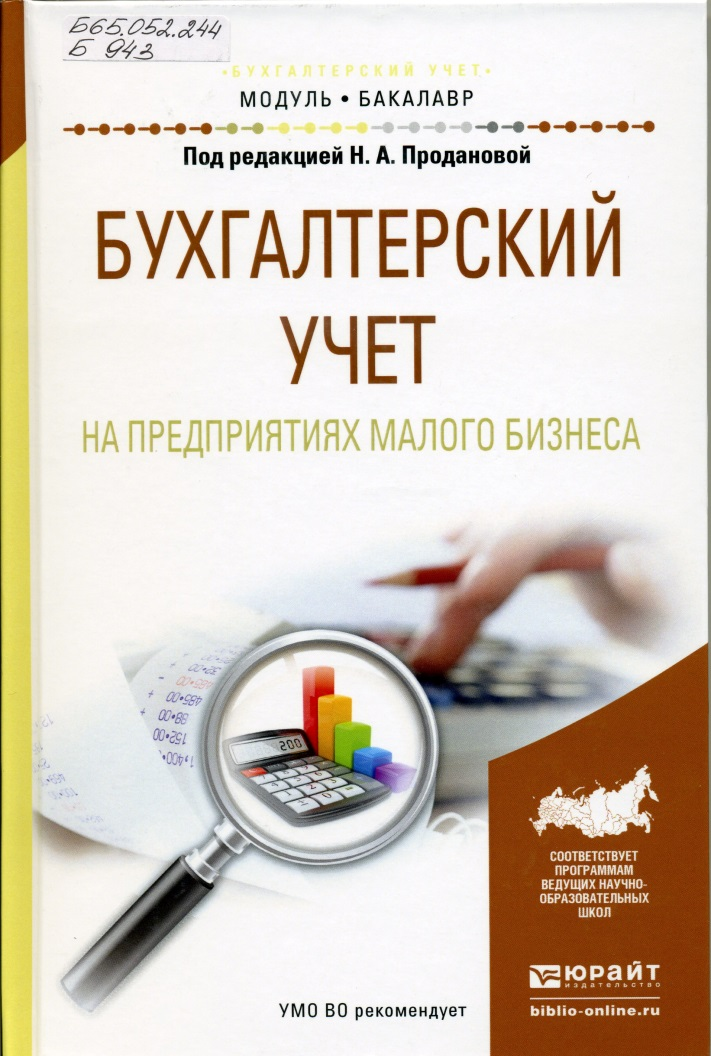 Б65.052.244
Б 943
•БУХГАЛТЕРСКИЙ УЧЕТ•
МОДУЛЬ • БАКАЛАВР
Под редакцией Н. А. Продановой
БУХГАЛТЕРСКИЙ
УЧЕТ
НА ПРЕДПРИЯТИЯХ МАЛОГО БИЗНЕСА
200
СООТВЕТСТВУЕТ
ПРОГРАММАМ
ВЕДУЩИХ НАУЧНО-
ОБРАЗОВАТЕЛЬНЫХ
ШКОЛ
ЮРАЙТ
ИЗДАТЕЛЬСТВО
biblio-online.ru
УМО ВО рекомендует